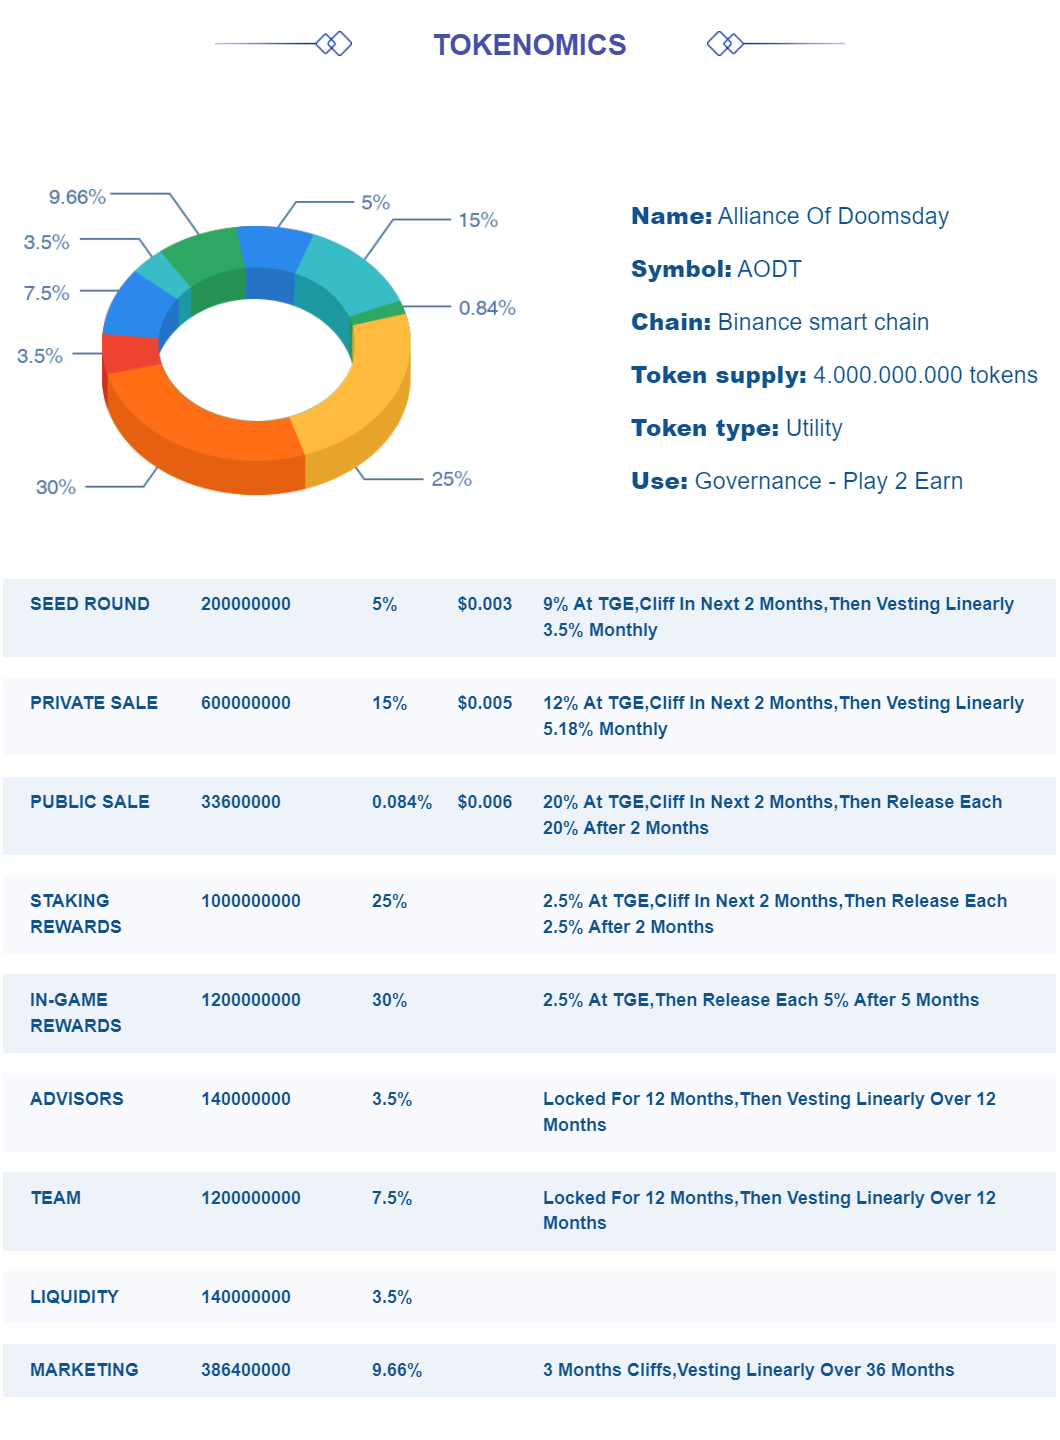 TOKENOMICS
9.66%
5%
15%
3.5%
7.5%
0.84%
3.5%
30%
25%
Name: Alliance Of Doomsday
Symbol: AODT
Chain: Binance smart chain
Token supply: 4.000.000.000 tokens
Token type: Utility
Use: Governance - Play 2 Earn
SEED ROUND 200000000 5% $0.003 9% At TGE,Cliff In Next 2 Months,Then Vesting Linearly
3.5% Monthly
PRIVATE SALE 600000000 15% $0.005 12% At TGE,Cliff In Next 2 Months,Then Vesting Linearly
5.18% Monthly
PUBLIC SALE 33600000 0.084% $0.006 20% At TGE,Cliff In Next 2 Months,Then Release Each
20% After 2 Months
STAKING 1000000000 25% 2.5% At TGE,Cliff In Next 2 Months,Then Release Each
REWARDS 2.5% After 2 Months
IN-GAME 1200000000 30% 2.5% At TGE,Then Release Each 5% After 5 Months
REWARDS
ADVISORS 140000000 3.5% Locked For 12 Months,Then Vesting Linearly Over 12
Months
TEAM 1200000000 7.5% Locked For 12 Months,Then Vesting Linearly Over 12
Months
LIQUIDITY 140000000 3.5%
MARKETING 386400000 9.66% 3 Months Cliffs,Vesting Linearly Over 36 Months